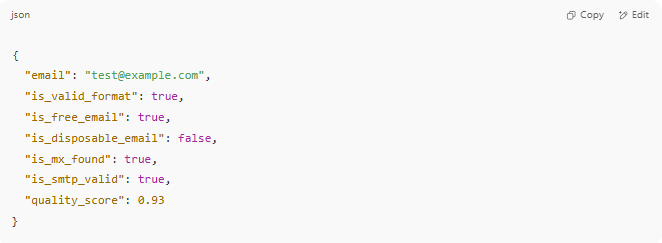 json
Copy
Edit
{
"email": "test@example.com",
"is_valid_format": true,
"is_free_email": true,
"is_disposable_email": false,
"is_mx_found": true,
"is_smtp_valid": true,
"quality_score": 0.93
}